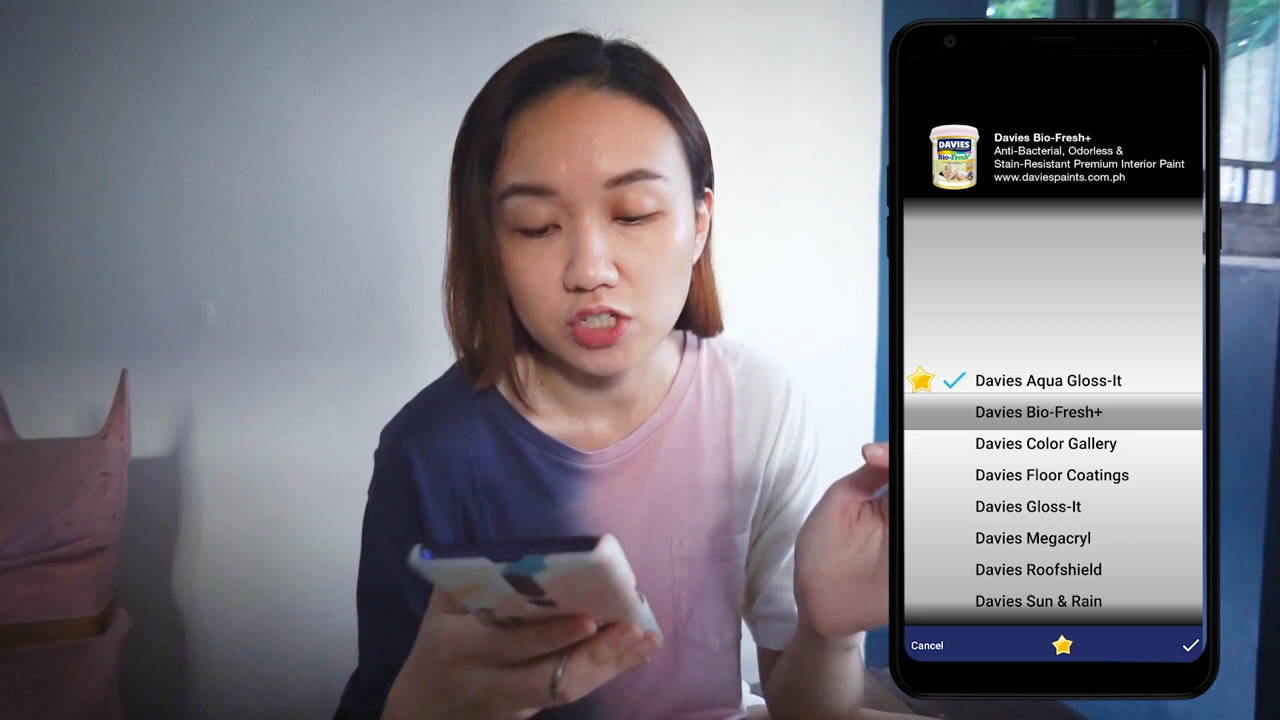 DAVIES
Bio-Fresh+
Davies Bio-Fresh+
Anti-Bacterial, Odorless &
Stain-Resistant Premium Interior Paint
www.daviespaints.com.ph
Davies Aqua Gloss-It
Davies Bio-Fresh+
Davies Color Gallery
Davies Floor Coatings
Davies Gloss-It
Davies Megacryl
Davies Roofshield
Davies Sun & Rain
Cancel